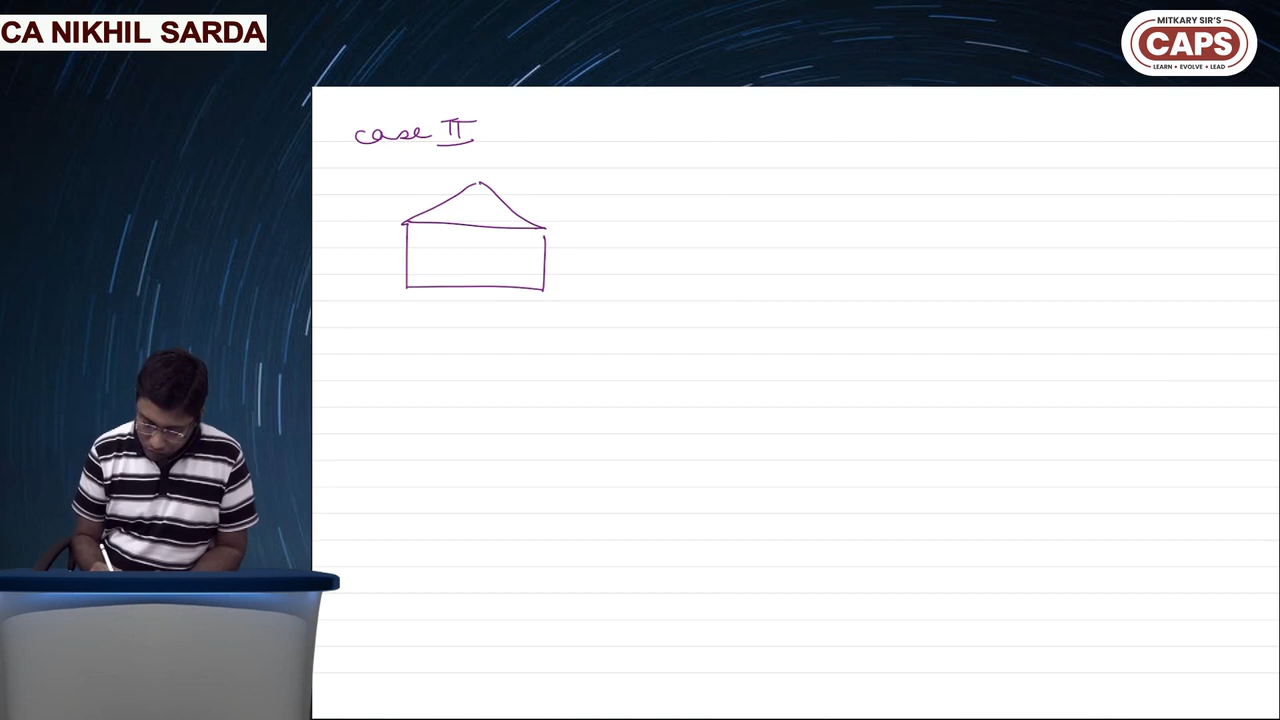 CA NIKHIL SARDA
MITKARY SIR'S
CAPS
LEARN • EVOLVE • LEAD
case II